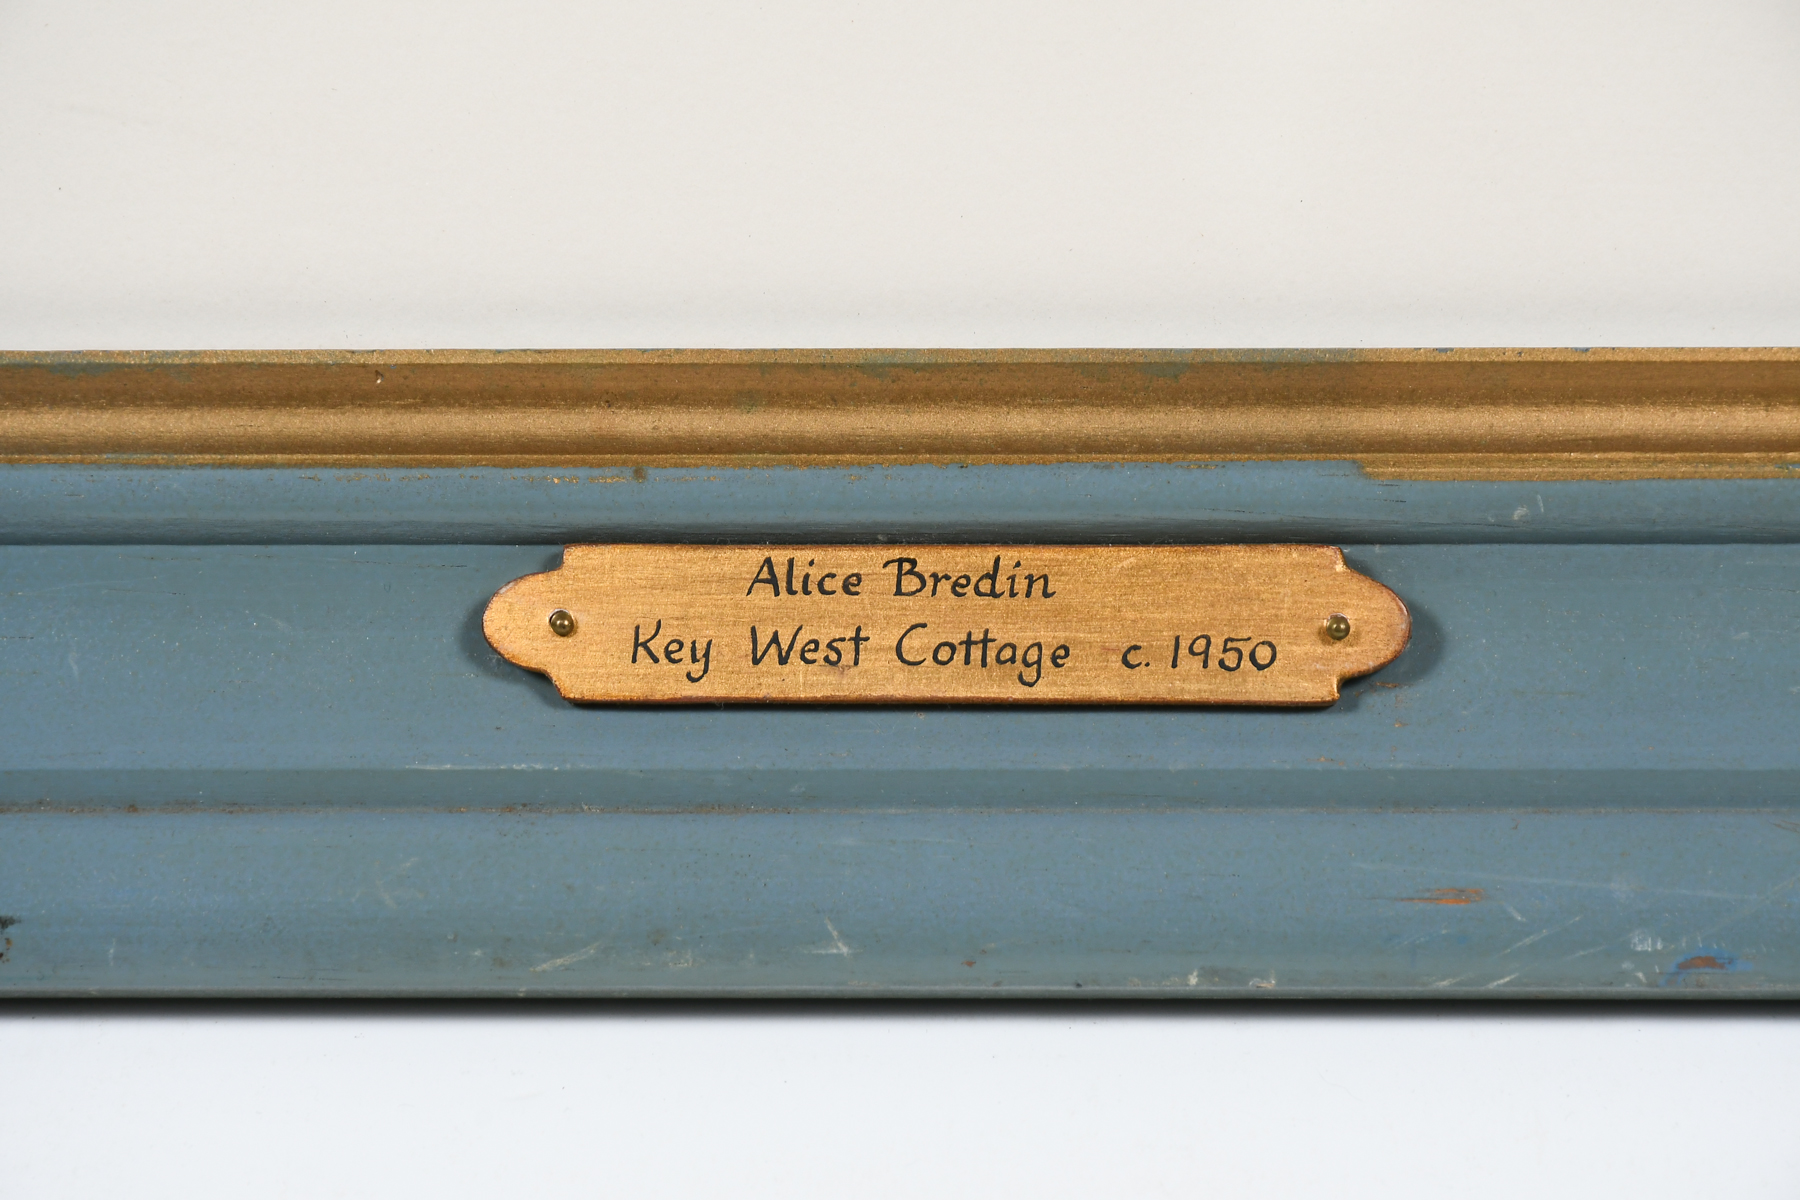 Alice Bredin
Key West Cottage c. 1950